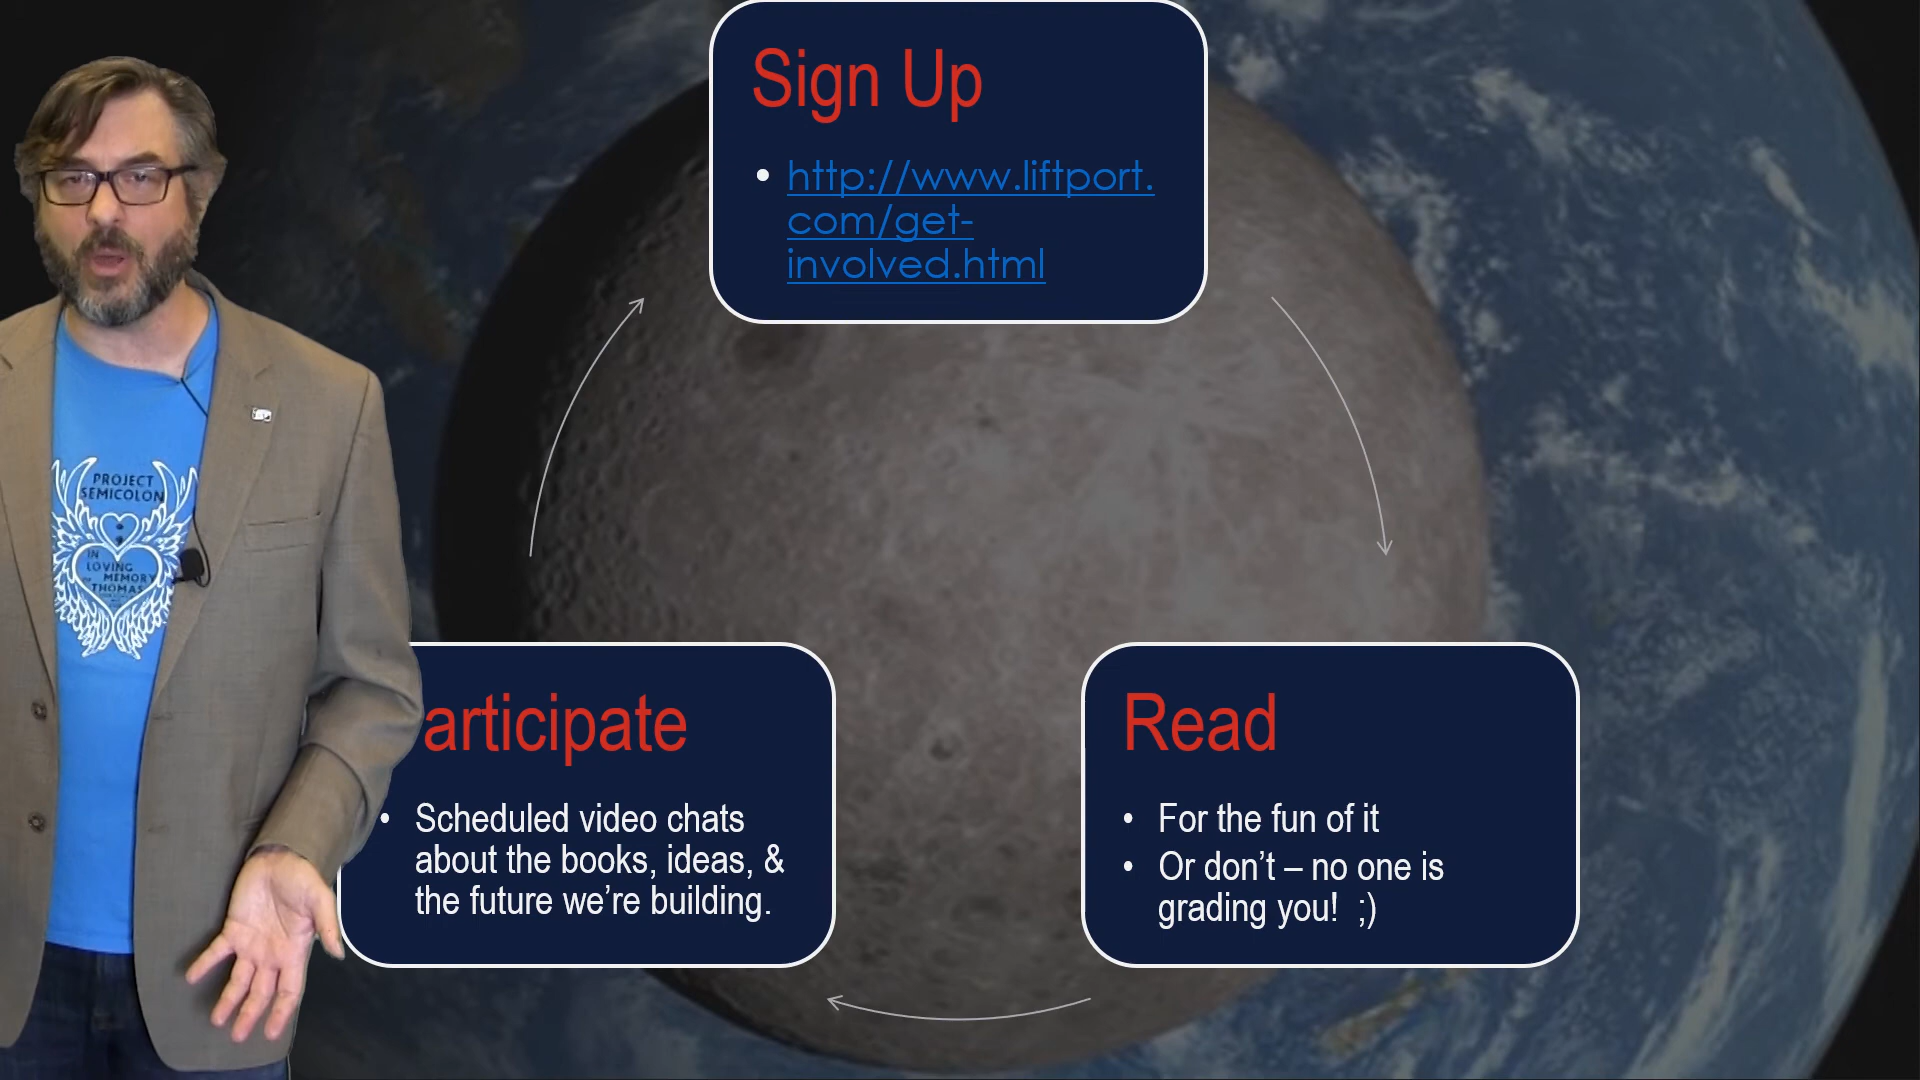 Sign Up
• http://www.liftport.
com/get-
involved.html
articipate
• Scheduled video chats
about the books, ideas, &
the future we’re building.
Read
• For the fun of it
• Or don’t – no one is
grading you!  ;)
PROJECT
SEMICOLON
IN
LOVING
MEMORY
THOMAS